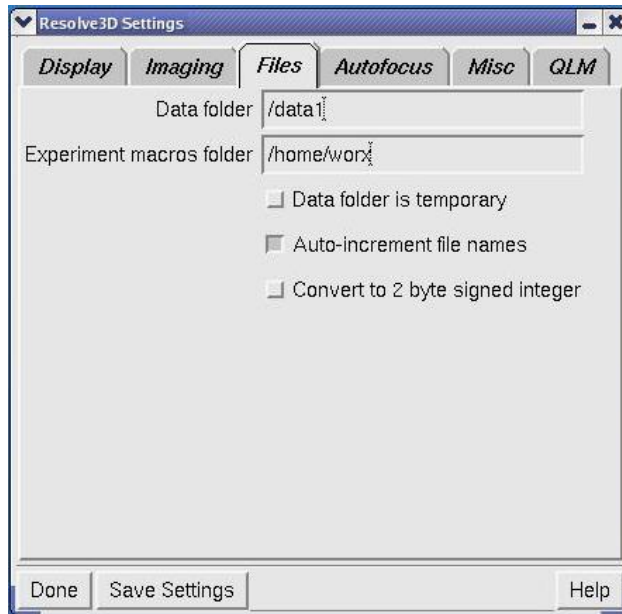 Resolve3D Settings
Display Imaging Files Autofocus Misc QLM
Data folder /data1
Experiment macros folder /home/worx
Data folder is temporary
Auto-increment file names
Convert to 2 byte signed integer
Done Save Settings Help